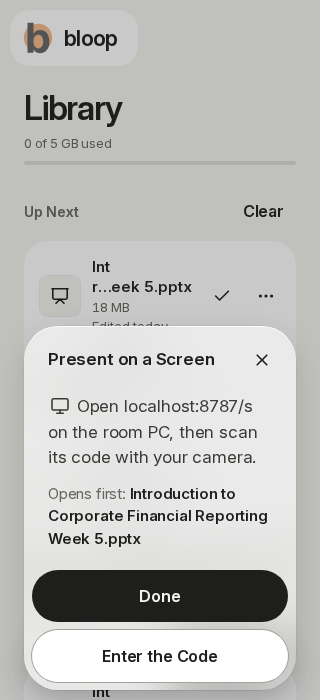 bloop
Library
0 of 5 GB used
Up Next
Clear
Int
r...eek 5.pptx
18 MB
Edited today
Present on a Screen
Open localhost:8787/s
on the room PC, then scan
its code with your camera.
Opens first: Introduction to
Corporate Financial Reporting
Week 5.pptx
Done
Enter the Code
Int